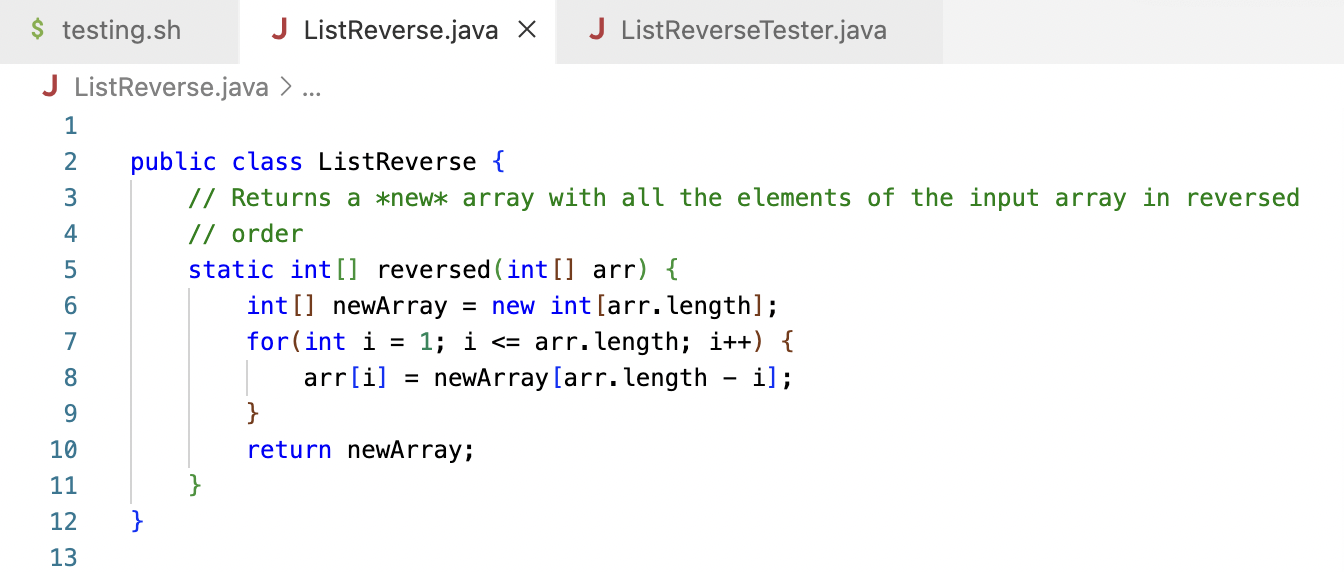 $ testing.sh J ListReverse.java × J ListReverseTester.java
J ListReverse.java > ...
1
2 public class ListReverse {
3 // Returns a *new* array with all the elements of the input array in reversed
4 // order
5 static int[] reversed(int[] arr) {
6 int[] newArray = new int[arr.length];
7 for(int i = 1; i <= arr.length; i++) {
8 arr[i] = newArray[arr.length - i];
9 }
10 return newArray;
11 }
12 }
13